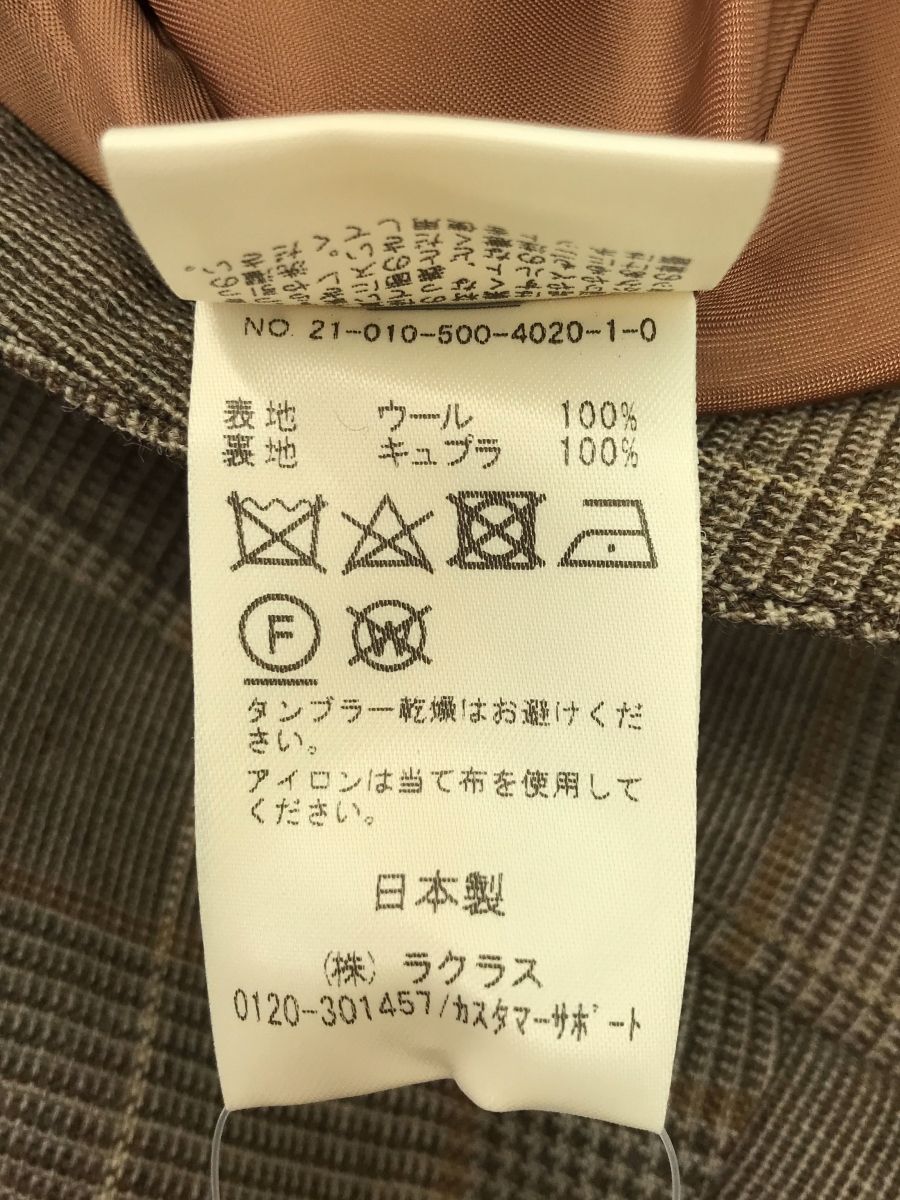 NO. 21-010-500-4020-1-0
表地 ウール 100%
裏地 キュプラ 100%
F W
タンブラー乾燥はお避けくだ
さい。
アイロンは当て布を使用して
ください。
日本製
(株) ラクラス
0120-301457/カスタマーサポート